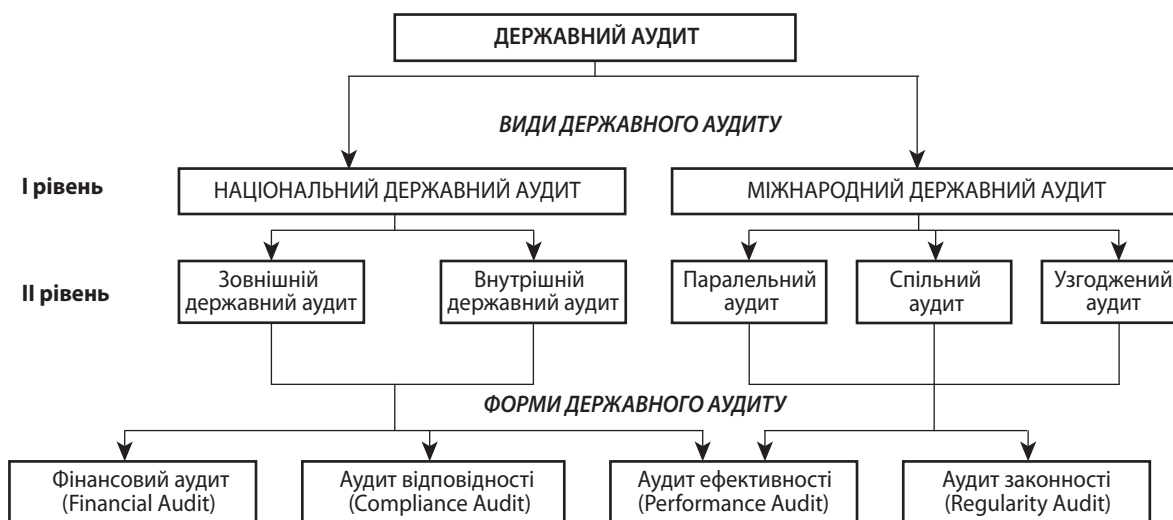 ДЕРЖАВНИЙ АУДИТ
ВИДИ ДЕРЖАВНОГО АУДИТУ
І рівень
НАЦІОНАЛЬНИЙ ДЕРЖАВНИЙ АУДИТ
МІЖНАРОДНИЙ ДЕРЖАВНИЙ АУДИТ
ІІ рівень
Зовнішній
державний аудит
Внутрішній
державний аудит
Паралельний
аудит
Спільний
аудит
Узгоджений
аудит
ФОРМИ ДЕРЖАВНОГО АУДИТУ
Фінансовий аудит
(Financial Audit)
Аудит відповідності
(Compliance Audit)
Аудит ефективності
(Performance Audit)
Аудит законності
(Regularity Audit)